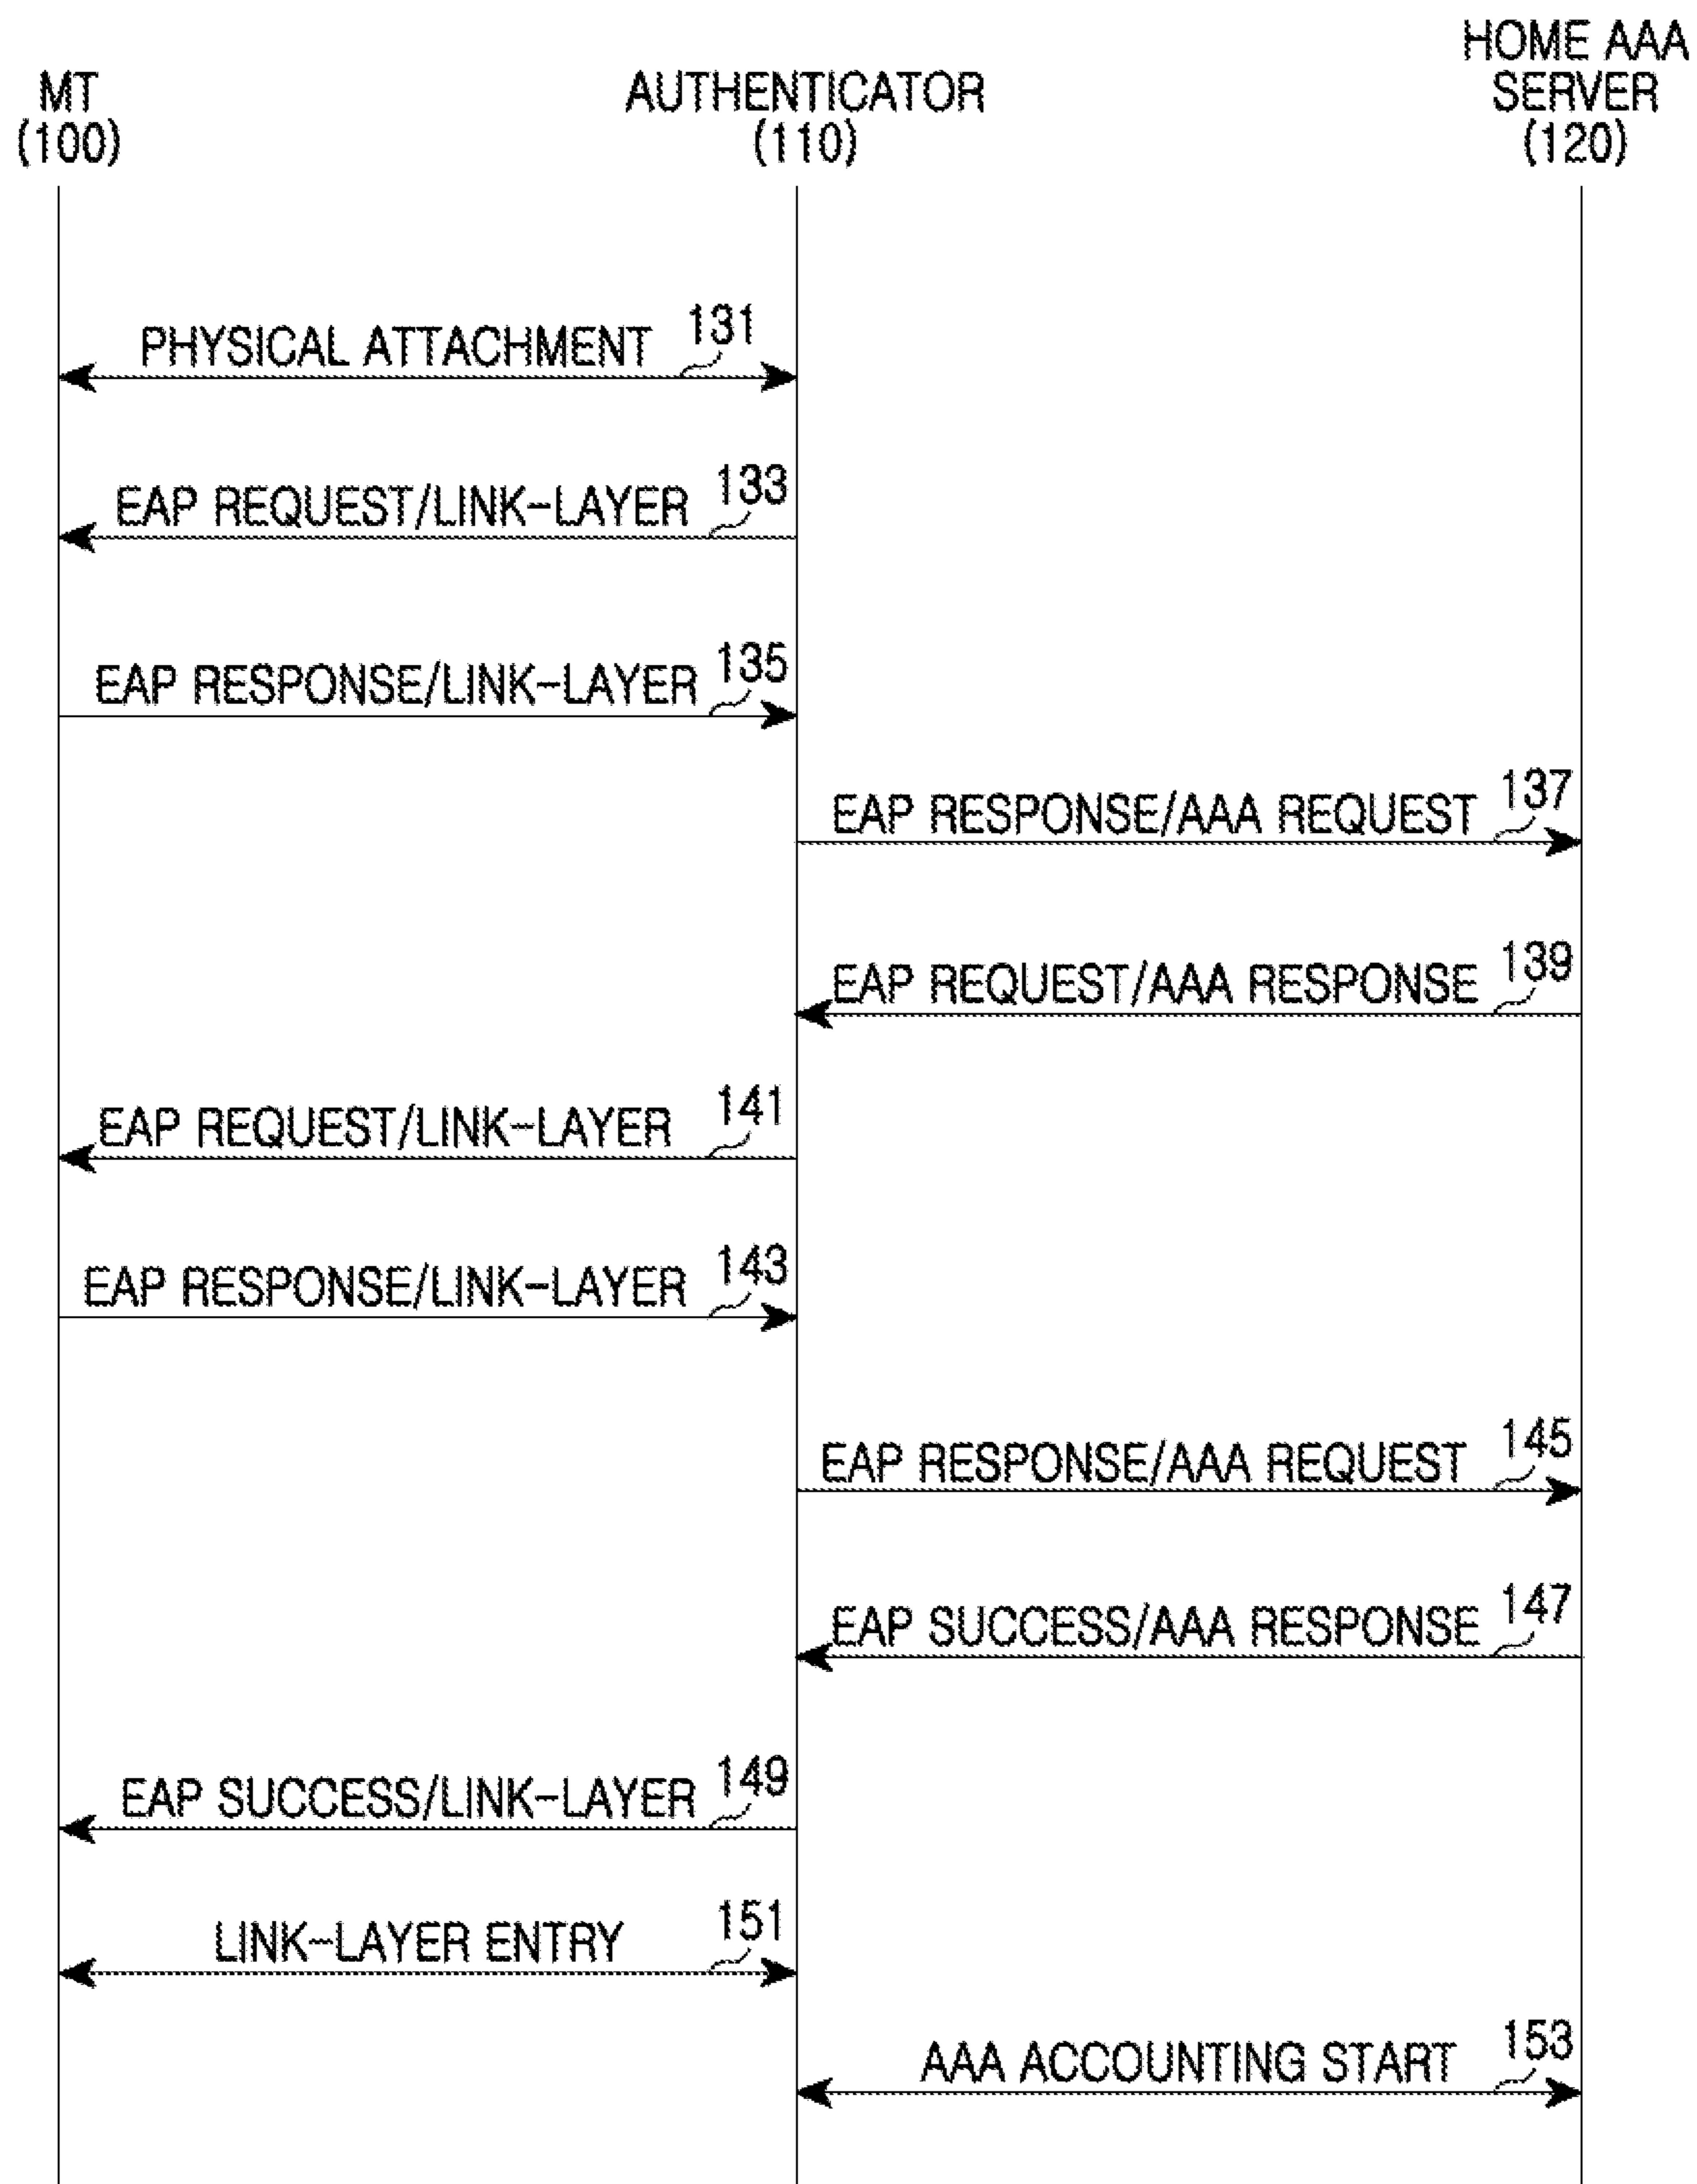 HOME AAA
SERVER
(120)
MT
(100)
AUTHENTICATOR
(110)
PHYSICAL ATTACHMENT 131
EAP REQUEST/LINK-LAYER 133
EAP RESPONSE/LINK-LAYER 135
EAP RESPONSE/AAA REQUEST 137
EAP REQUEST/AAA RESPONSE 139
EAP REQUEST/LINK-LAYER 141
EAP RESPONSE/LINK-LAYER 143
EAP RESPONSE/AAA REQUEST 145
EAP SUCCESS/AAA RESPONSE 147
EAP SUCCESS/LINK-LAYER 149
LINK-LAYER ENTRY 151
AAA ACCOUNTING START 153